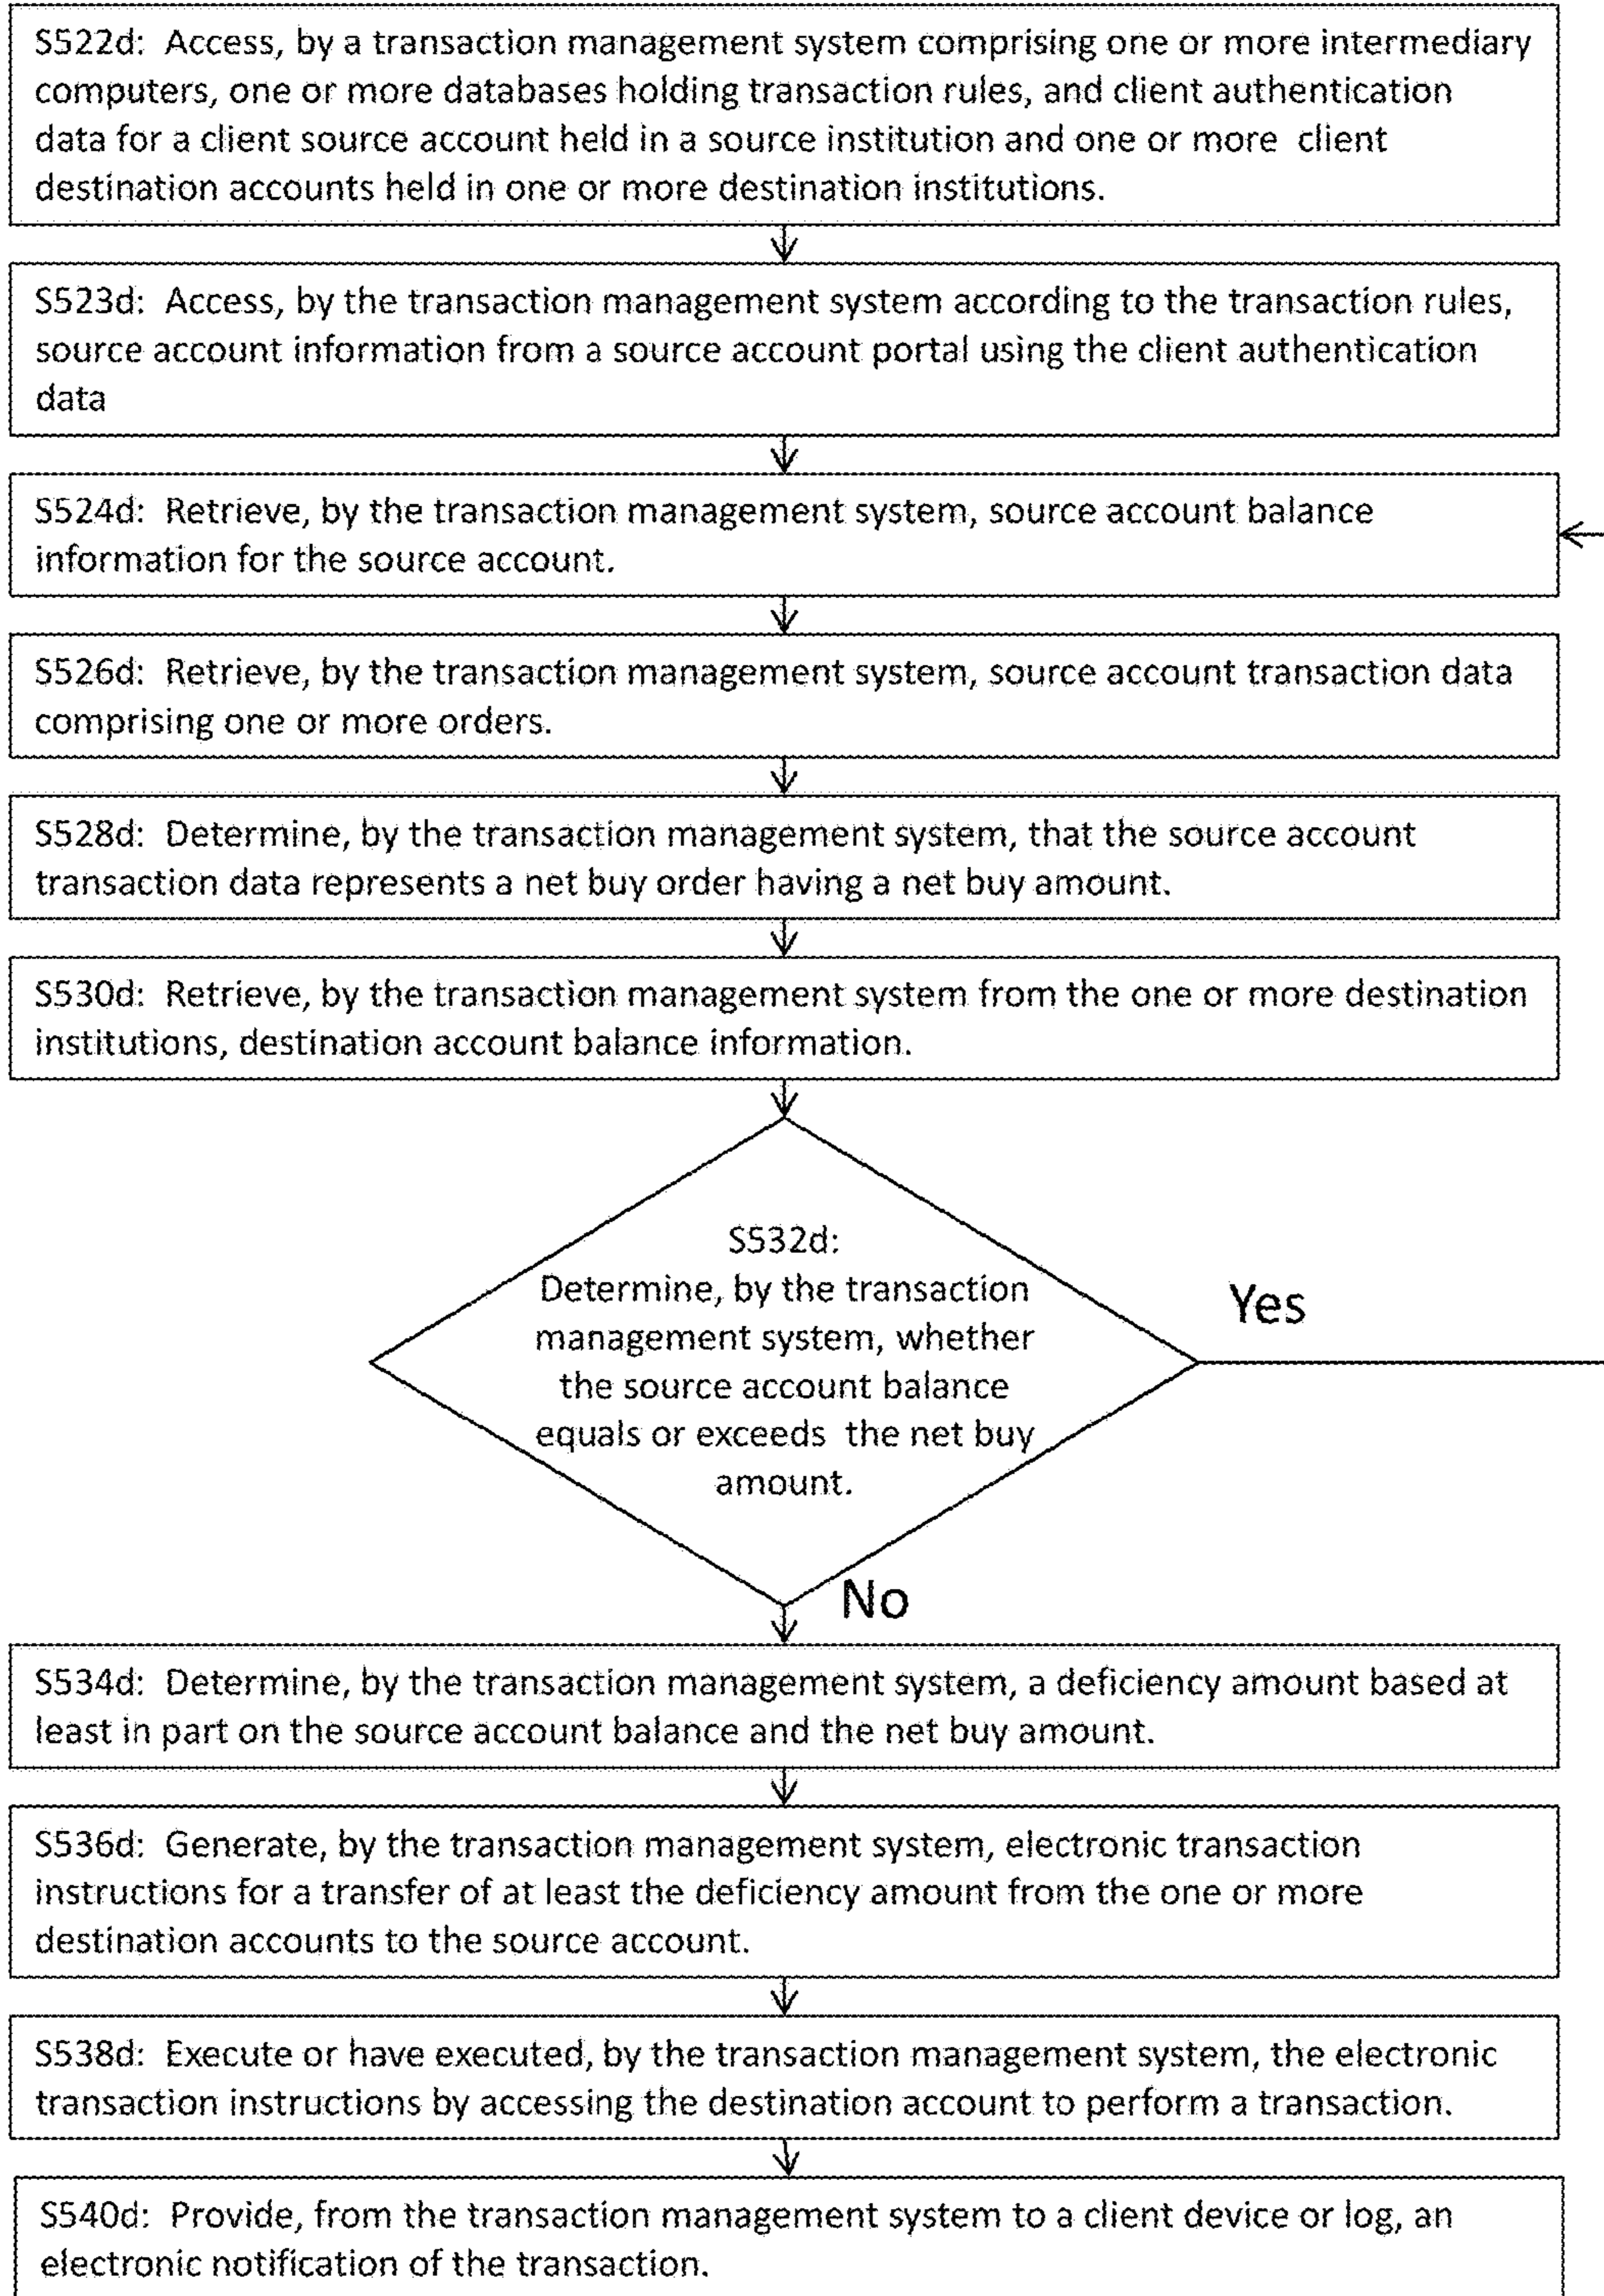 S522d: Access, by a transaction management system comprising one or more intermediary
computers, one or more databases holding transaction rules, and client authentication
data for a client source account held in a source institution and one or more client
destination accounts held in one or more destination institutions.
S523d: Access, by the transaction management system according to the transaction rules,
source account information from a source account portal using the client authentication
data
S524d: Retrieve, by the transaction management system, source account balance
information for the source account.
S526d: Retrieve, by the transaction management system, source account transaction data
comprising one or more orders.
S528d: Determine, by the transaction management system, that the source account
transaction data represents a net buy order having a net buy amount.
S530d: Retrieve, by the transaction management system from the one or more destination
institutions, destination account balance information.
S532d:
Determine, by the transaction
management system, whether
the source account balance
equals or exceeds the net buy
amount.
Yes
No
S534d: Determine, by the transaction management system, a deficiency amount based at
least in part on the source account balance and the net buy amount.
S536d: Generate, by the transaction management system, electronic transaction
instructions for a transfer of at least the deficiency amount from the one or more
destination accounts to the source account.
S538d: Execute or have executed, by the transaction management system, the electronic
transaction instructions by accessing the destination account to perform a transaction.
S540d: Provide, from the transaction management system to a client device or log, an
electronic notification of the transaction.